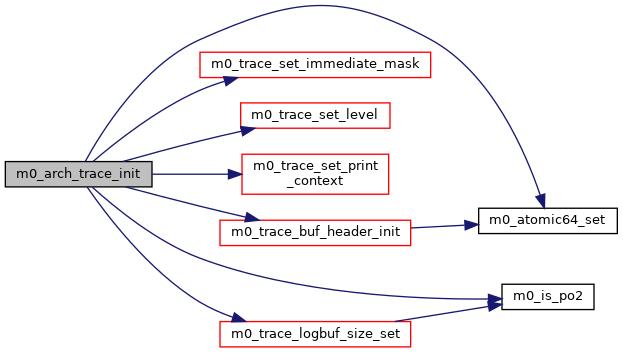 m0_trace_set_immediate_mask
m0_trace_set_level
m0_arch_trace_init
m0_trace_set_print
_context
m0_trace_buf_header_init
m0_atomic64_set
m0_is_po2
m0_trace_logbuf_size_set